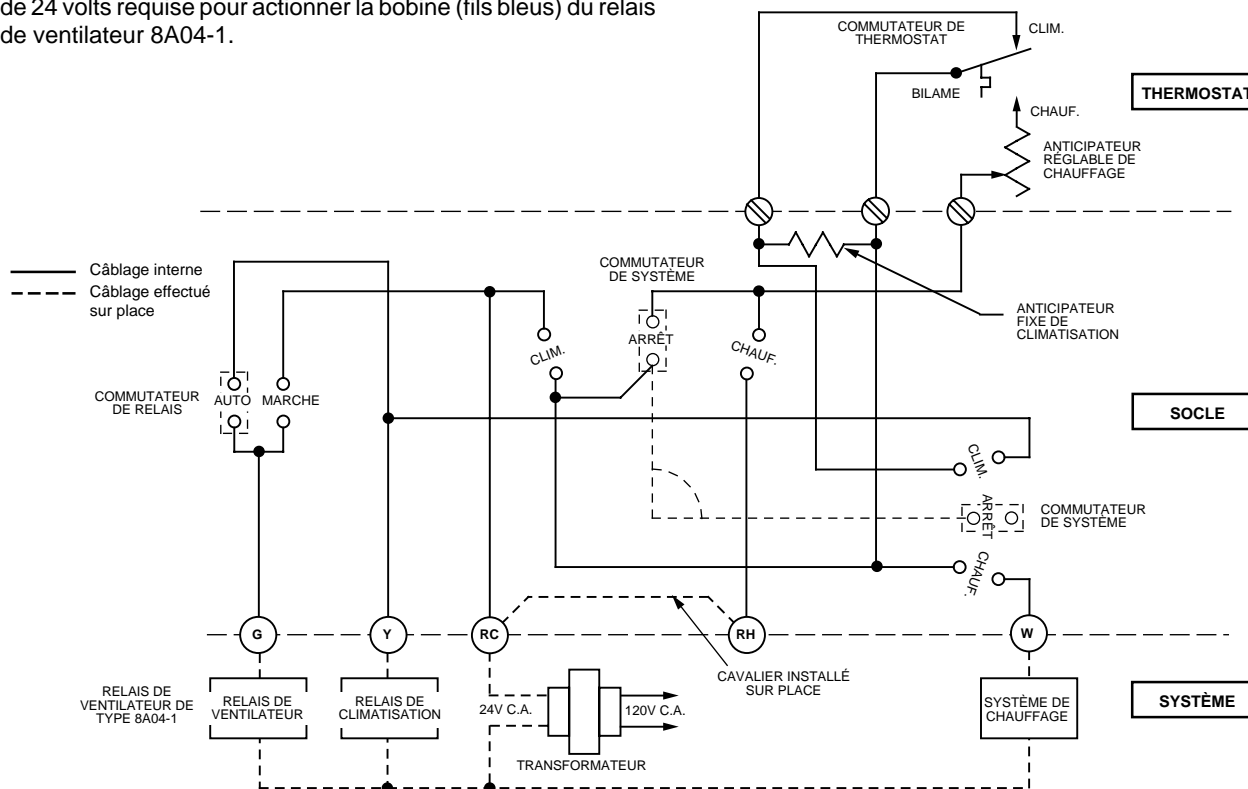 de 24 volts requise pour actionner la bobine (fils bleus) du relais
de ventilateur 8A04-1.
COMMUTATEUR DE
THERMOSTAT
CLIM.
BILAME
THERMOSTAT
CHAUF.
ANTICIPATEUR
RÉGLABLE DE
CHAUFFAGE
Câblage interne
Câblage effectué
sur place
COMMUTATEUR
DE SYSTÈME
ANTICIPATEUR
FIXE DE
CLIMATISATION
CLIM.
ARRÊT
CHAUF.
COMMUTATEUR
DE RELAIS
AUTO
MARCHE
SOCLE
CLIM.
ARRÊT
COMMUTATEUR
DE SYSTÈME
CHAUF.
G
Y
RC
RH
W
CAVALIER INSTALLÉ
SUR PLACE
RELAIS DE
VENTILATEUR DE
TYPE 8A04-1
RELAIS DE
VENTILATEUR
RELAIS DE
CLIMATISATION
24V C.A.
120V C.A.
TRANSFORMATEUR
SYSTÈME DE
CHAUFFAGE
SYSTÈME